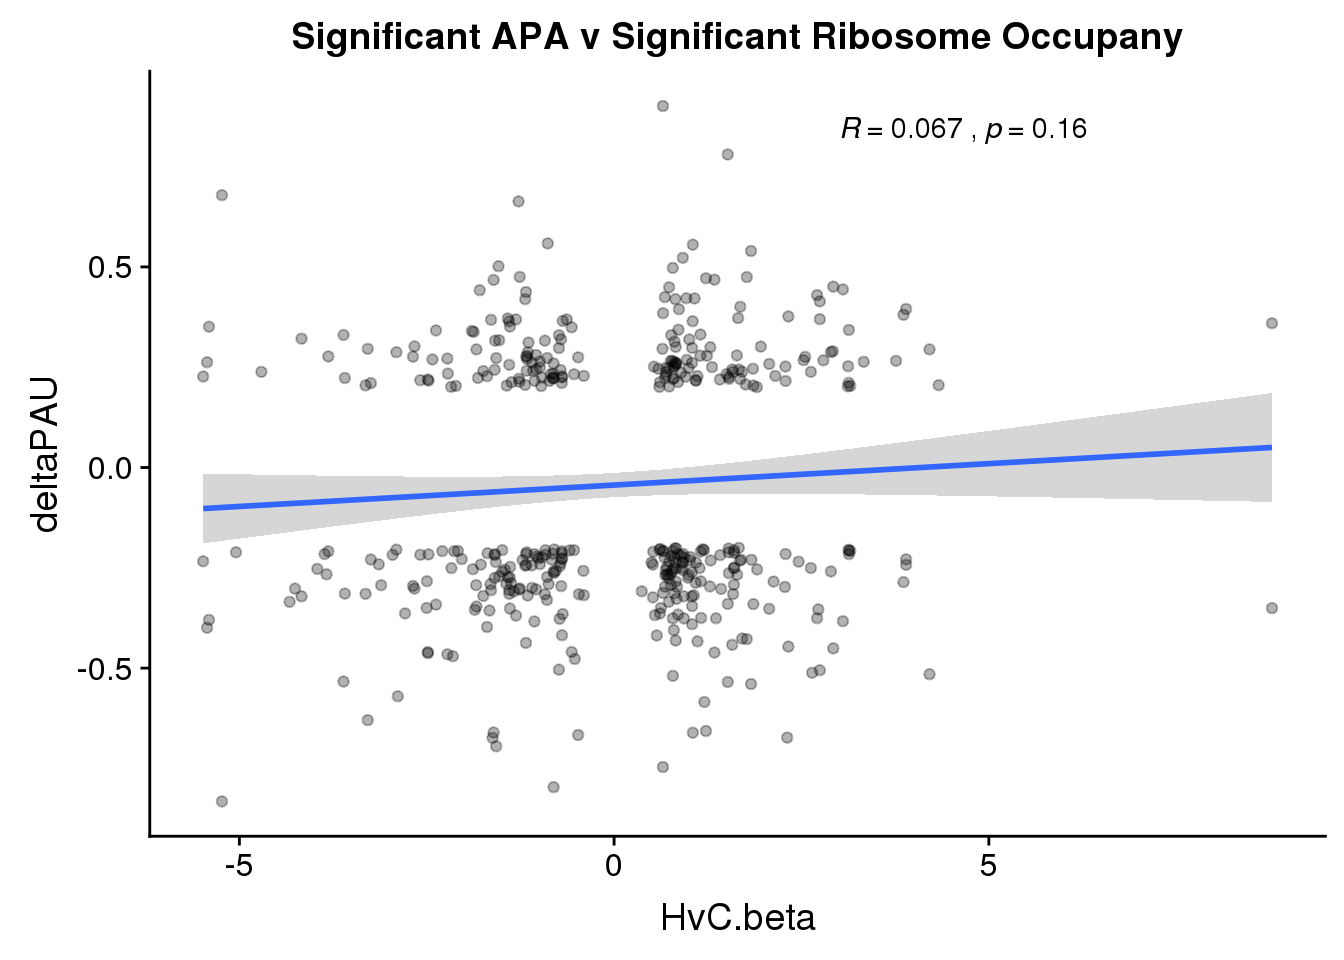 Significant APA v Significant Ribosome Occupany
R = 0.067 , p = 0.16
0.5
0.0
-0.5
deltaPAU
-5
0
5
HvC.beta